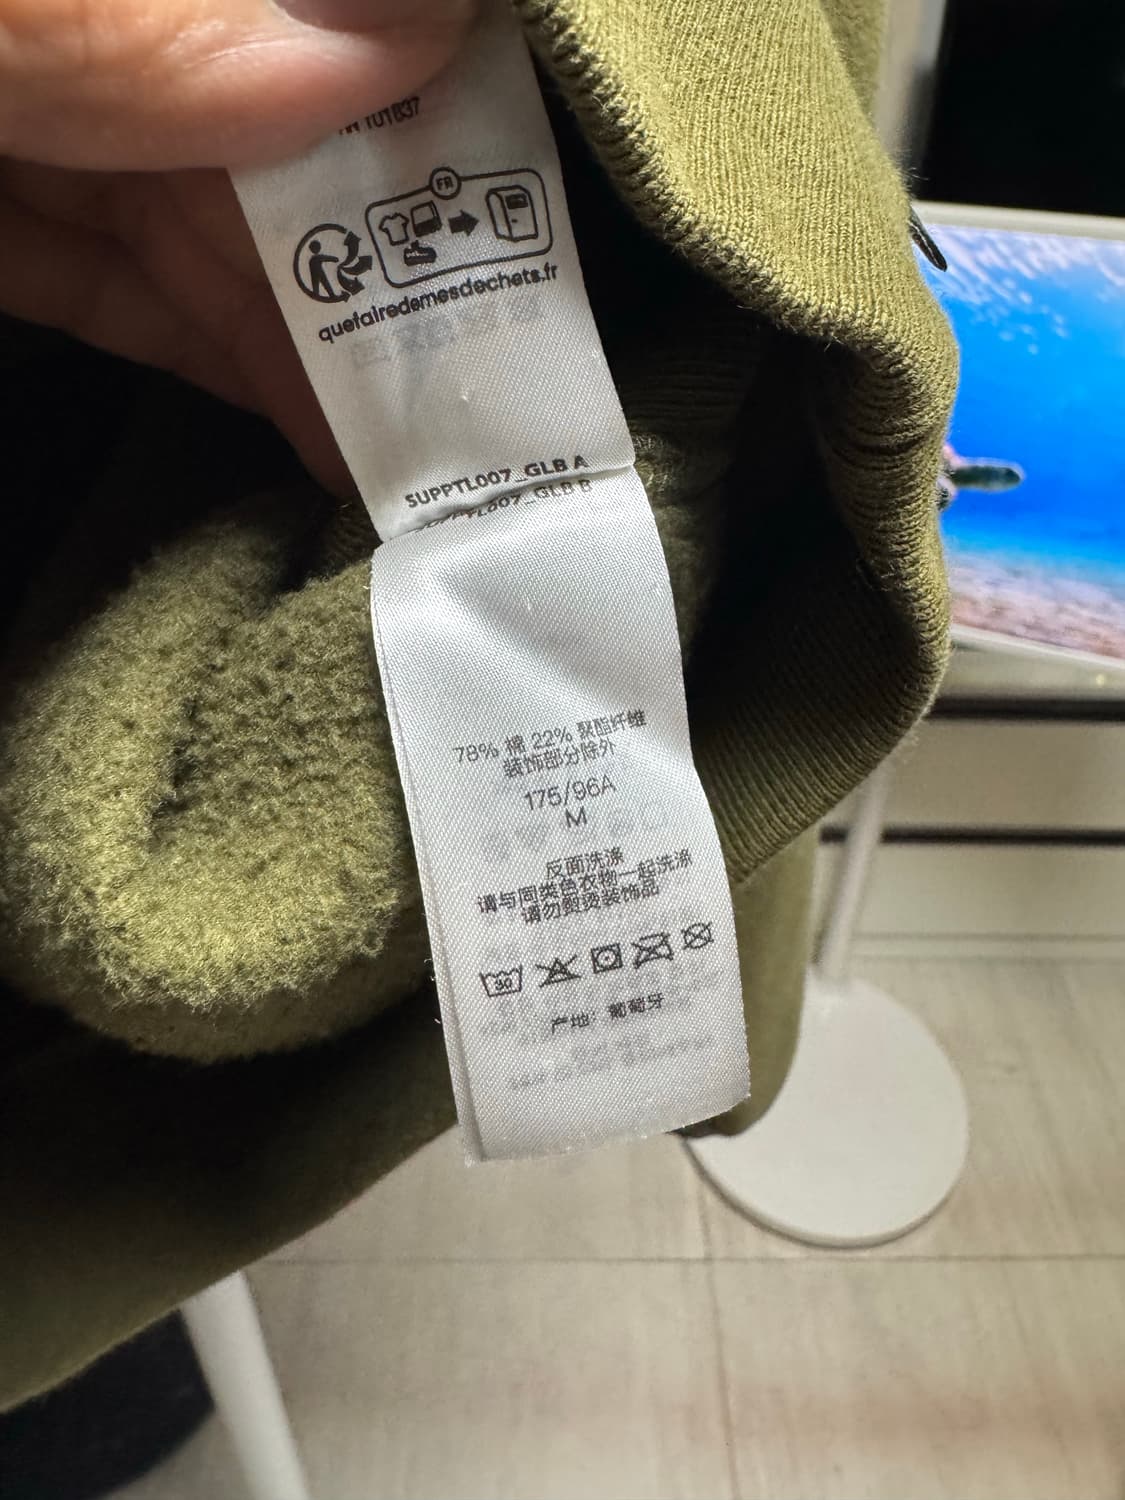 101837
FR
quefairedemesdechets.fr
SUPPTL007_GLB A
SUPPTL007_GLB B
78% 棉 22% 聚酯纤维
装饰部分除外
175/96A
M
反面洗涤
请与同类色衣物一起洗涤
请勿熨烫装饰品
30
产地：葡萄牙